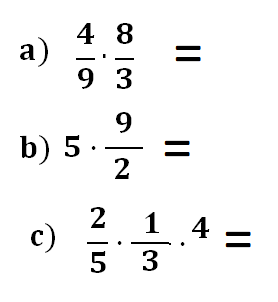 a) 4/9 · 8/3 =
b) 5 · 9/2 =
c) 2/5 · 1/3 · 4 =